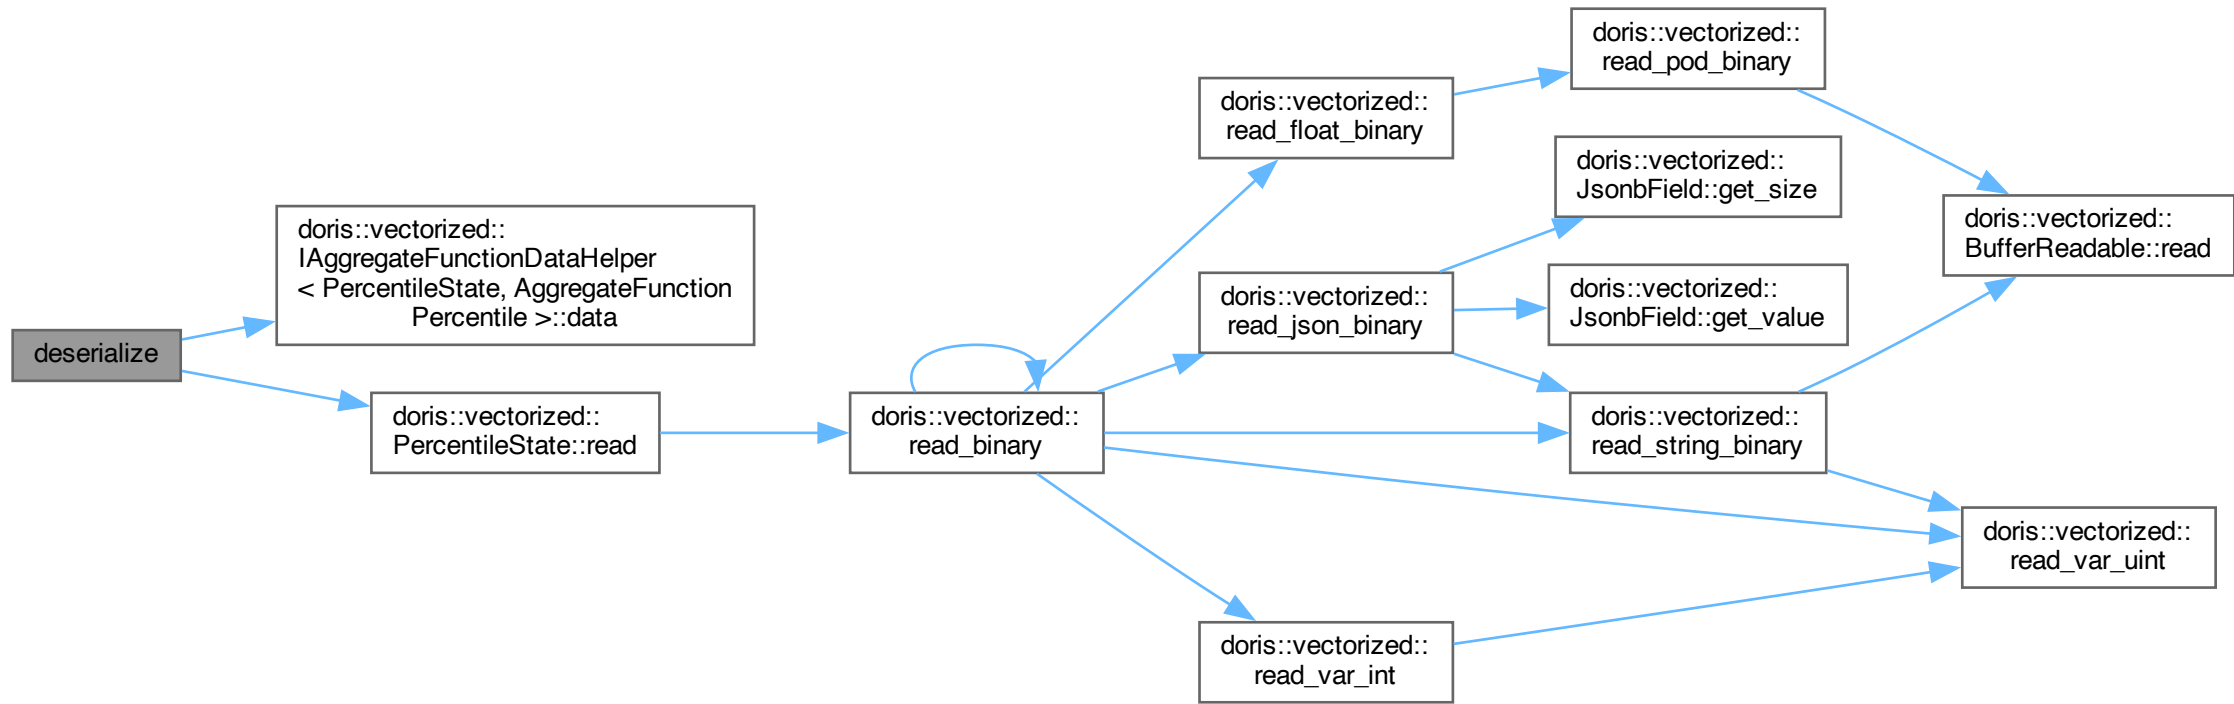 deserialize
doris::vectorized::
IAggregateFunctionDataHelper
< PercentileState, AggregateFunction
Percentile >::data
doris::vectorized::
PercentileState::read
doris::vectorized::
read_binary
doris::vectorized::
read_float_binary
doris::vectorized::
read_json_binary
doris::vectorized::
read_var_int
doris::vectorized::
read_pod_binary
doris::vectorized::
JsonbField::get_size
doris::vectorized::
JsonbField::get_value
doris::vectorized::
read_string_binary
doris::vectorized::
BufferReadable::read
doris::vectorized::
read_var_uint